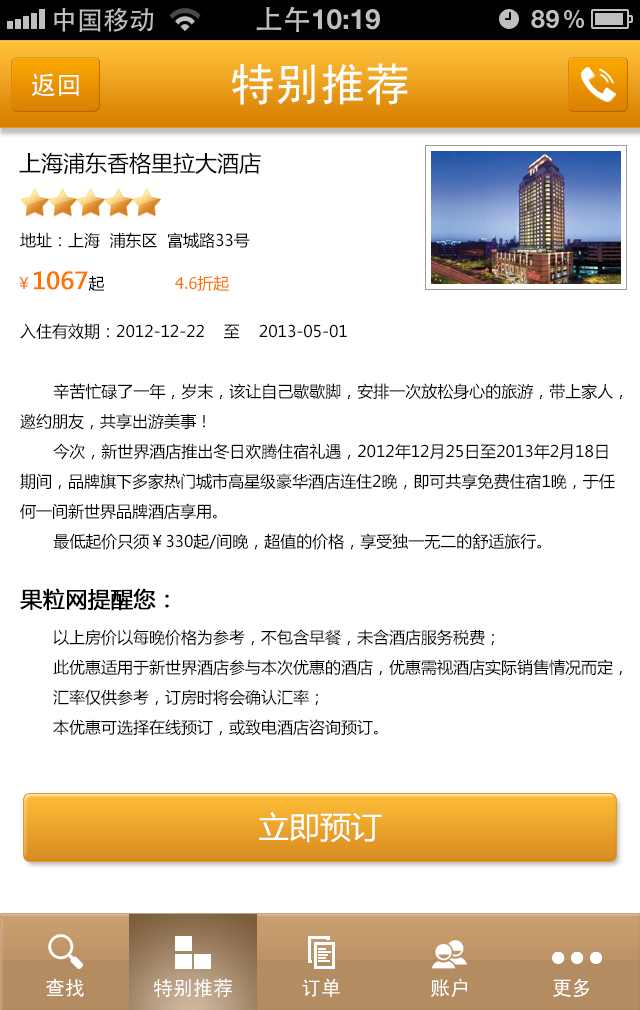 中国移动 上午10:19 89%
返回 特别推荐
上海浦东香格里拉大酒店
地址：上海 浦东区 富城路33号
¥1067起 4.6折起
入住有效期：2012-12-22 至 2013-05-01
辛苦忙碌了一年，岁末，该让自己歇歇脚，安排一次放松身心的旅游，带上家人，
邀约朋友，共享出游美事！
今次，新世界酒店推出冬日欢腾住宿礼遇，2012年12月25日至2013年2月18日
期间，品牌旗下多家热门城市高星级豪华酒店连住2晚，即可共享免费住宿1晚，于任
何一间新世界品牌酒店享用。
最低起价只须￥330起/间晚，超值的价格，享受独一无二的舒适旅行。
果粒网提醒您：
以上房价以每晚价格为参考，不包含早餐，未含酒店服务税费；
此优惠适用于新世界酒店参与本次优惠的酒店，优惠需视酒店实际销售情况而定，
汇率仅供参考，订房时将会确认汇率；
本优惠可选择在线预订，或致电酒店咨询预订。
立即预订
查找 特别推荐 订单 账户 更多